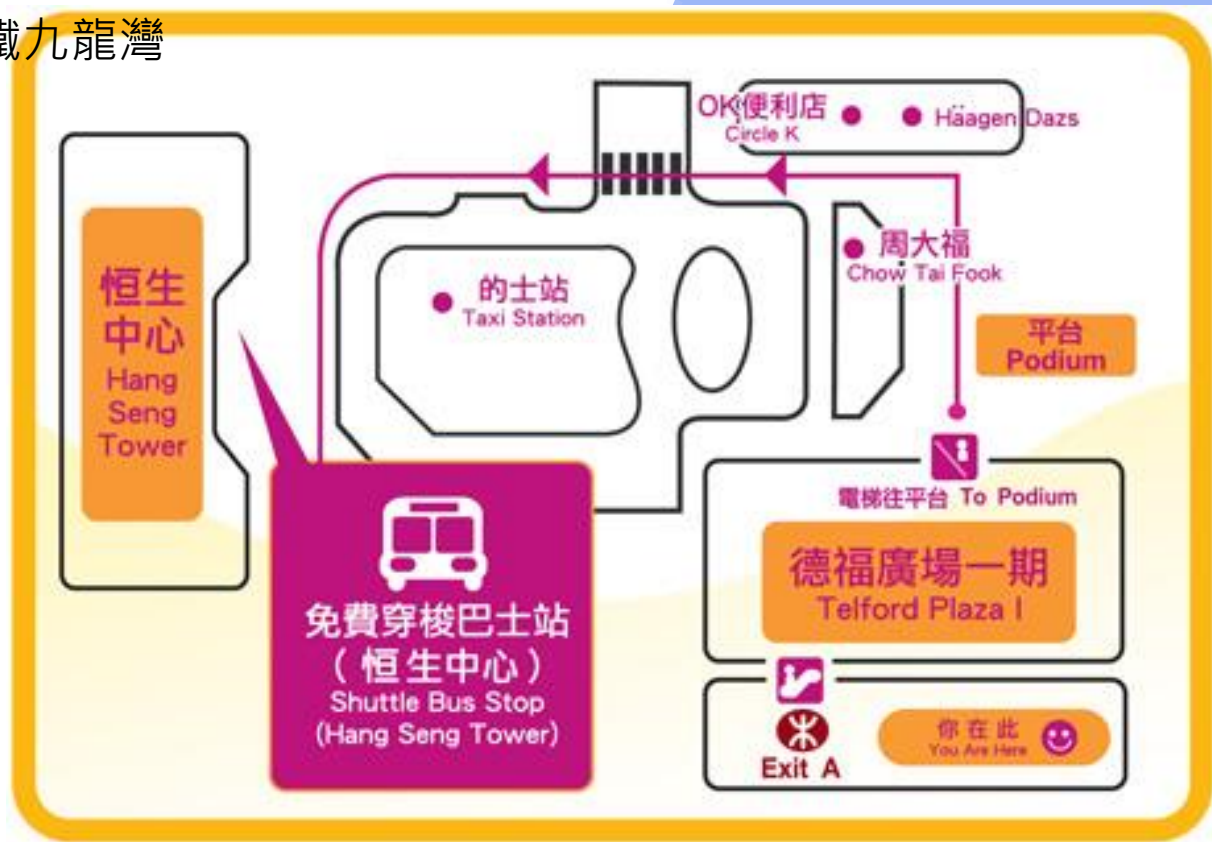 鐵九龍灣
OK便利店
Circle K
Häagen Dazs
周大福
Chow Tai Fook
的士站
Taxi Station
平台
Podium
恒生
中心
Hang
Seng
Tower
電梯往平台 To Podium
德福廣場一期
Telford Plaza I
免費穿梭巴士站
(恒生中心)
Shuttle Bus Stop
(Hang Seng Tower)
Exit A
你在此
You Are Here